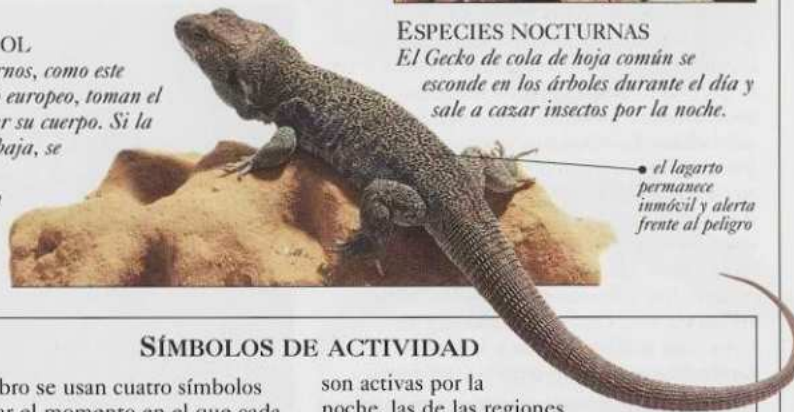 OL
rnos, como este
europeo, toman el
er su cuerpo. Si la
baja, se
ESPECIES NOCTURNAS
El Gecko de cola de hoja común se
esconde en los árboles durante el día y
sale a cazar insectos por la noche.
el lagarto
permanece
inmóvil y alerta
frente al peligro
SÍMBOLOS DE ACTIVIDAD
bro se usan cuatro símbolos
ar el momento en el que cada
son activas por la
noche, las de las regiones